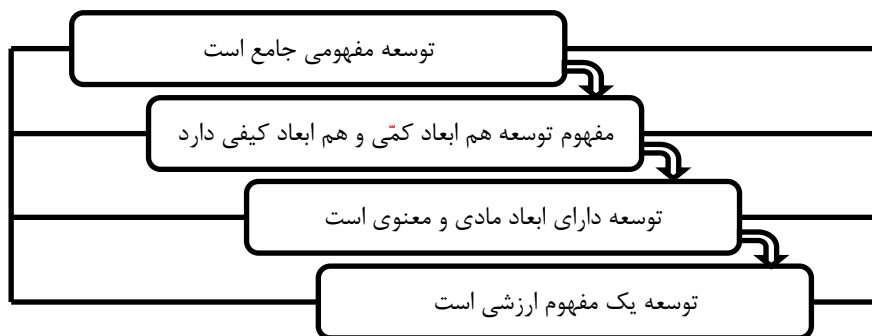 توسعه مفهومی جامع است
مفهوم توسعه هم ابعاد کمّی و هم ابعاد کیفی دارد
توسعه دارای ابعاد مادی و معنوی است
توسعه یک مفهوم ارزشی است